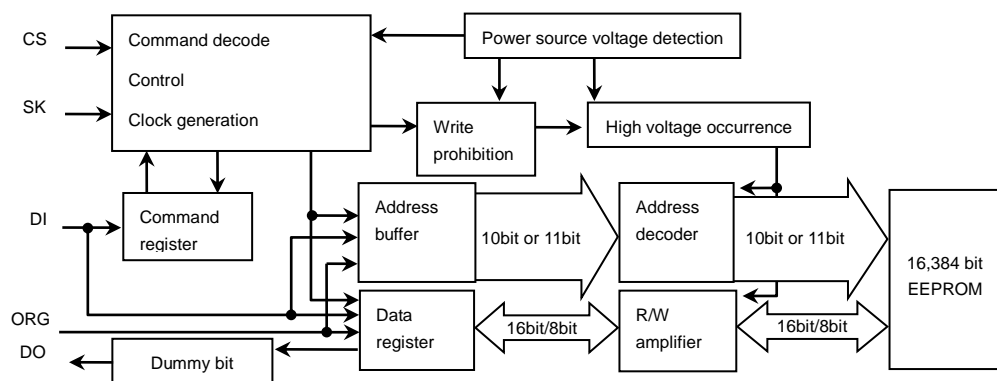 CS
Command decode
Control
Clock generation
SK
Power source voltage detection
Write
prohibition
High voltage occurrence
DI
Command
register
Address
buffer
10bit or 11bit
Address
decoder
10bit or 11bit
16,384 bit
EEPROM
ORG
Data
register
16bit/8bit
R/W
amplifier
16bit/8bit
DO
Dummy bit